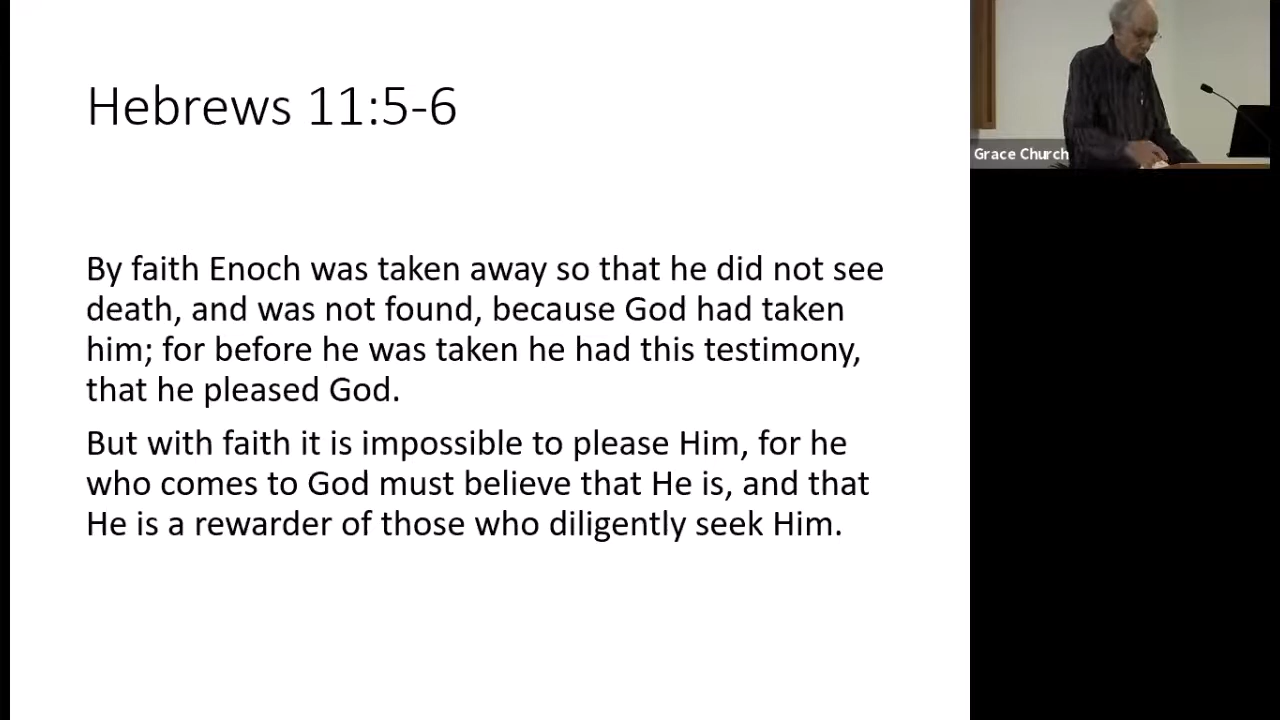 Hebrews 11:5-6
By faith Enoch was taken away so that he did not see
death, and was not found, because God had taken
him; for before he was taken he had this testimony,
that he pleased God.
But with faith it is impossible to please Him, for he
who comes to God must believe that He is, and that
He is a rewarder of those who diligently seek Him.
Grace Church